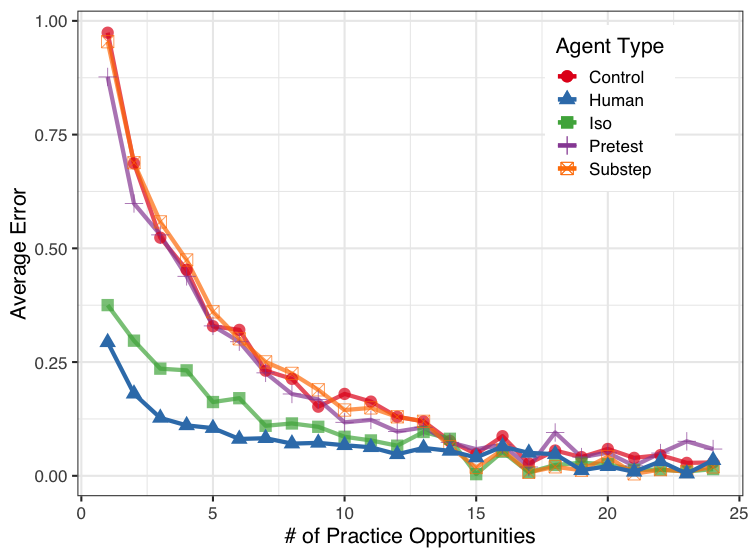 1.00
0.75
0.50
0.25
0.00
Average Error
0 5 10 15 20 25
# of Practice Opportunities
Agent Type
Control
Human
Iso
Pretest
Substep